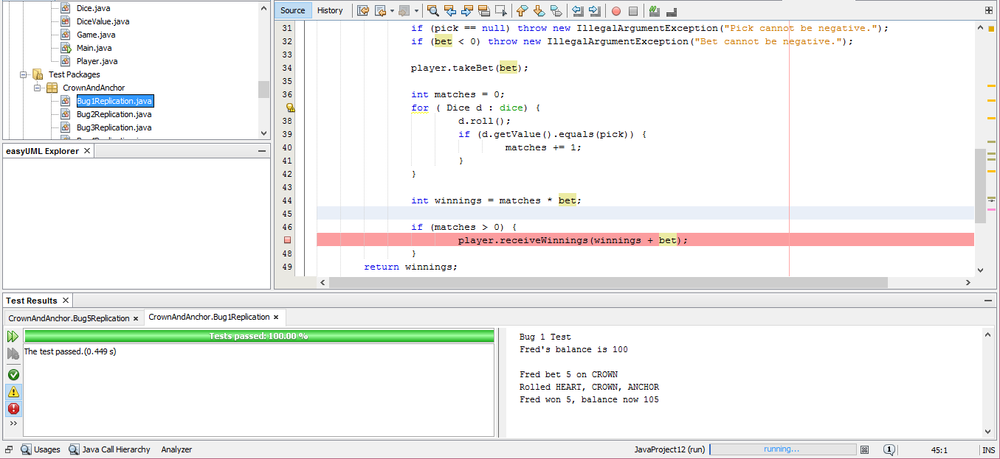 Dice.java
DiceValue.java
Game.java
Main.java
Player.java
Test Packages
CrownAndAnchor
Bug1Replication.java
Bug2Replication.java
Bug3Replication.java
easyUML Explorer
Source History
31 if (pick == null) throw new IllegalArgumentException("Pick cannot be negative.");
32 if (bet < 0) throw new IllegalArgumentException("Bet cannot be negative.");
33
34 player.takeBet(bet);
35
36 int matches = 0;
for ( Dice d : dice) {
38 d.roll();
39 if (d.getValue().equals(pick)) {
40 matches += 1;
41 }
42 }
43
44 int winnings = matches * bet;
45
46 if (matches > 0) {
player.receiveWinnings(winnings + bet);
48 }
49 return winnings;
Test Results
CrownAndAnchor.Bug5Replication CrownAndAnchor.Bug1Replication
Tests passed: 100.00 %
The test passed.(0.449 s)
Bug 1 Test
Fred's balance is 100
Fred bet 5 on CROWN
Rolled HEART, CROWN, ANCHOR
Fred won 5, balance now 105
Usages Java Call Hierarchy Analyzer
JavaProject12 (run) running... 1 45:1 INS